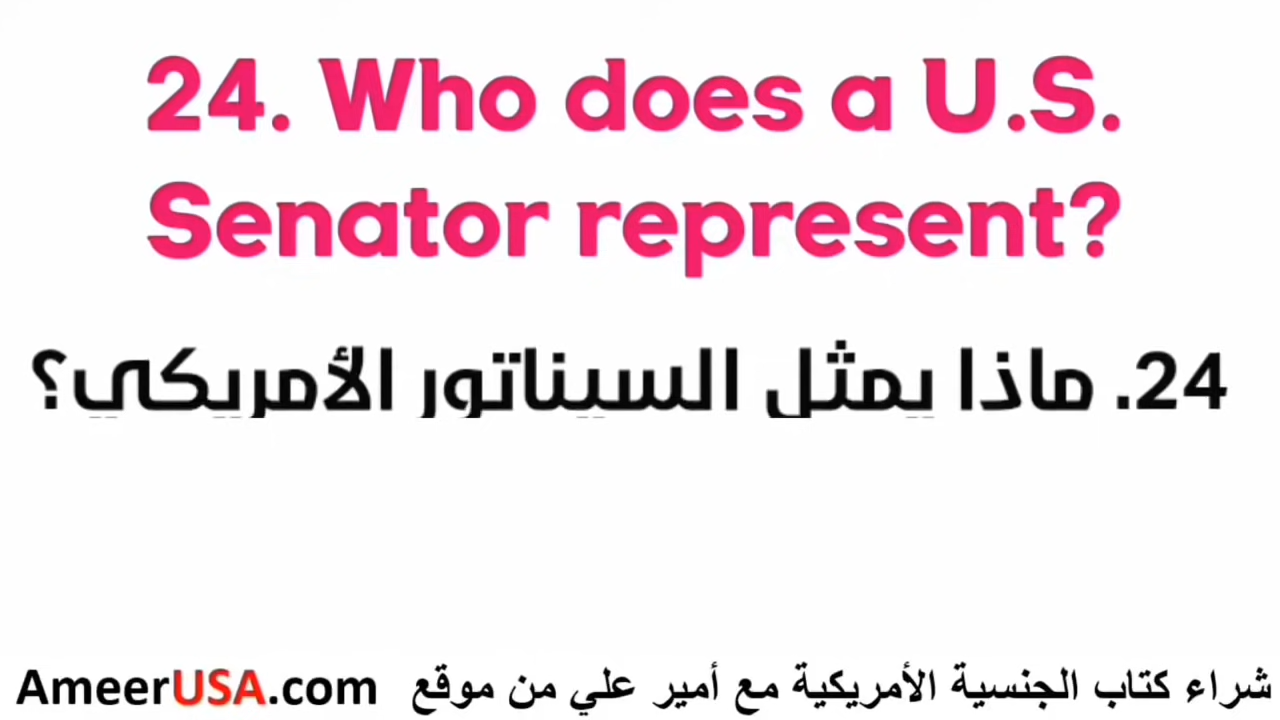 24. Who does a U.S.
Senator represent?
24. ماذا يمثل السيناتور الأمريكي؟
شراء كتاب الجنسية الأمريكية مع أمير علي من موقع AmeerUSA.com